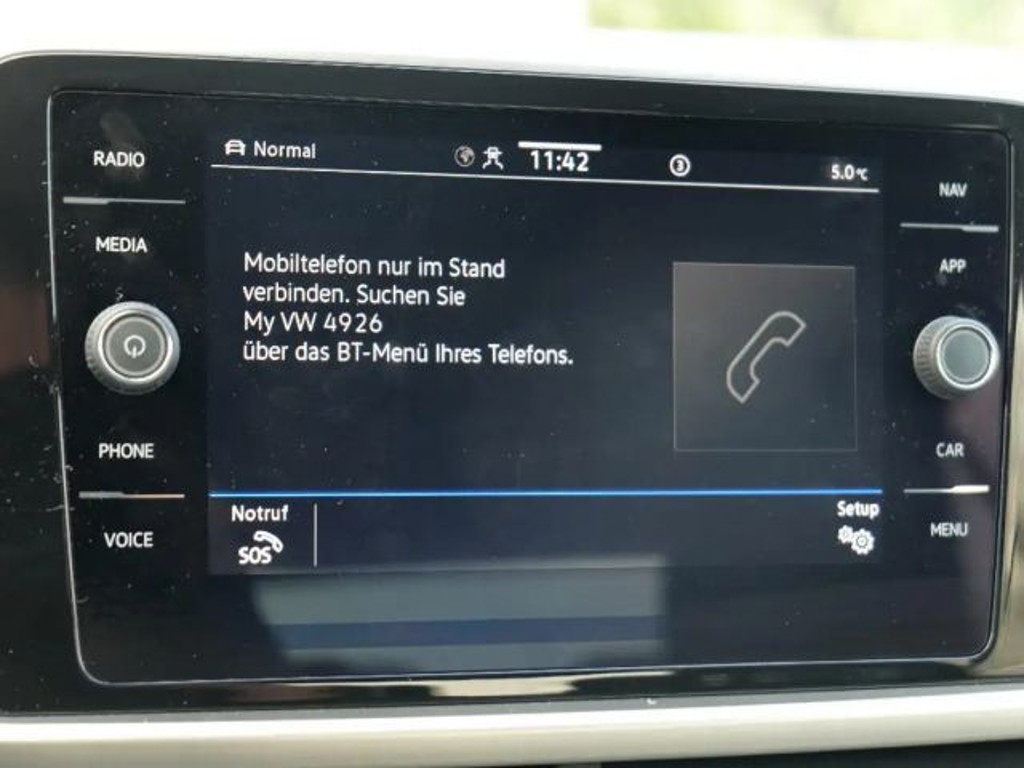 RADIO
MEDIA
PHONE
VOICE
Normal
11:42
3
5.0°C
Mobiltelefon nur im Stand
verbinden. Suchen Sie
My VW 4926
über das BT-Menü Ihres Telefons.
Notruf
SOS
Setup
NAV
APP
CAR
MENU